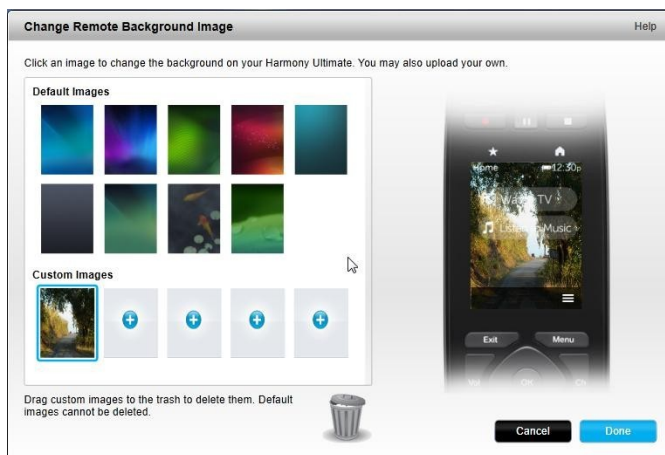 Change Remote Background Image
Help
Click an image to change the background on your Harmony Ultimate. You may also upload your own.
Default Images
Custom Images
Drag custom images to the trash to delete them. Default
images cannot be deleted.
Home
12:30p
Watch TV
Listen to Music
Exit
Menu
Vol
OK
Ch
Cancel
Done